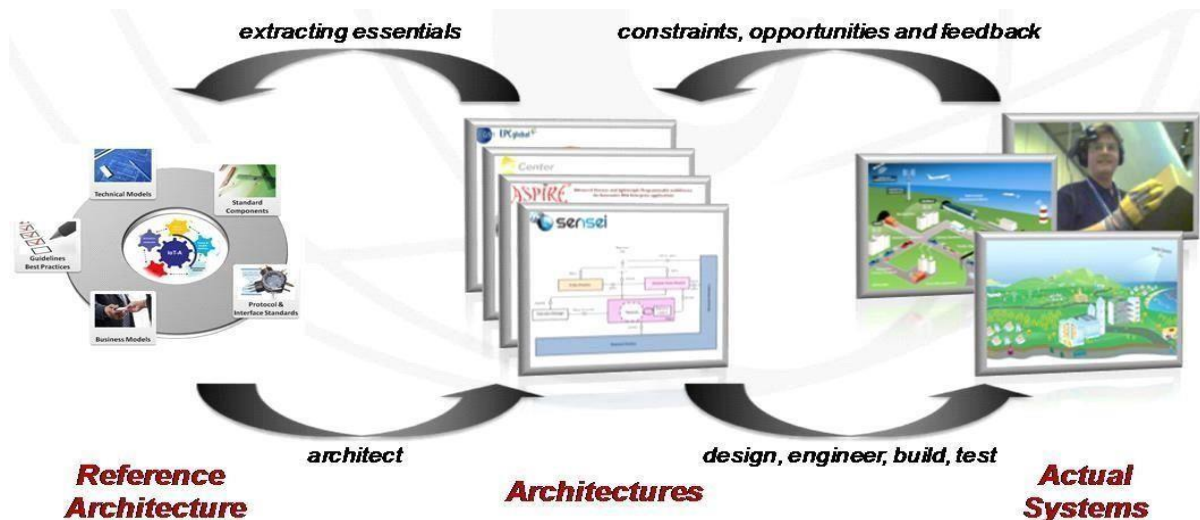 extracting essentials
constraints, opportunities and feedback
EPCglobal
Center
ASPIRE
sensei
Technical Models
Standard
Components
Guidelines
Best Practices
IoT-A
Protocol &
Interface Standards
Business Models
architect
design, engineer, build, test
Reference
Architecture
Architectures
Actual
Systems